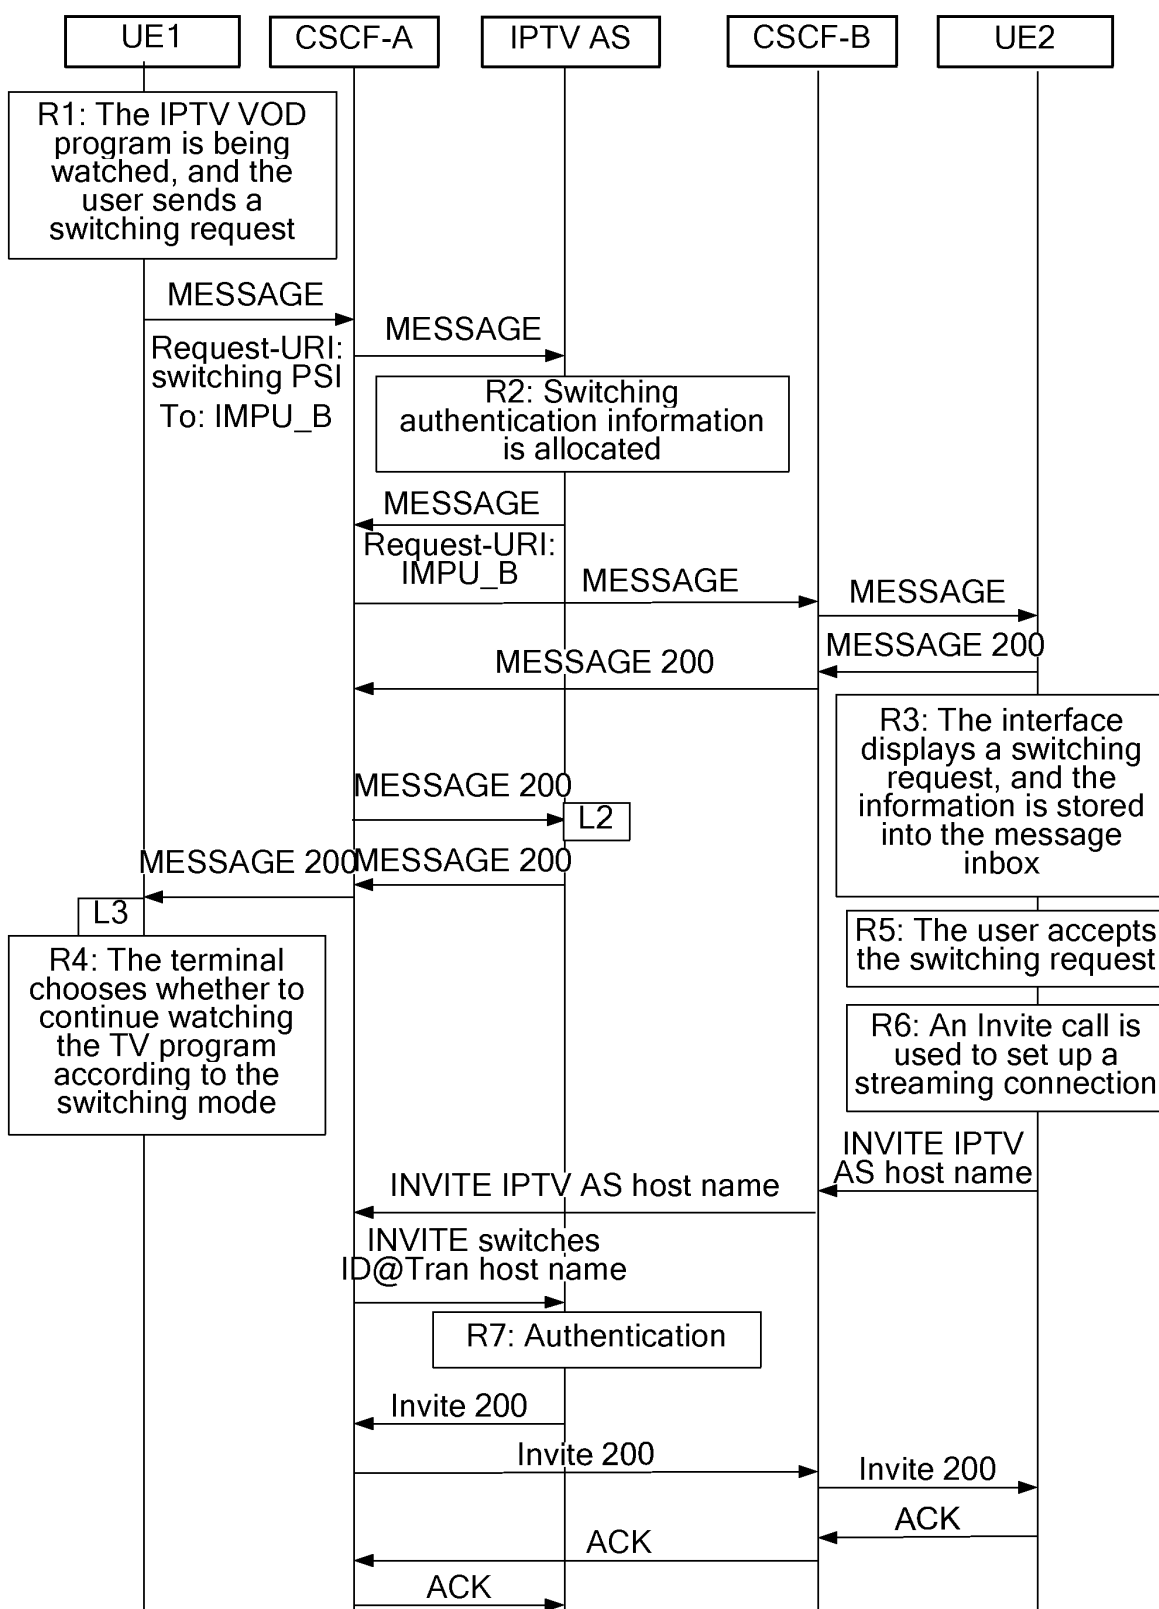 UE1
CSCF-A
IPTV AS
CSCF-B
UE2
R1: The IPTV VOD
program is being
watched, and the
user sends a
switching request
MESSAGE
MESSAGE
Request-URI:
switching PSI
To: IMPU_B
R2: Switching
authentication information
is allocated
MESSAGE
Request-URI:
IMPU_B
MESSAGE
MESSAGE
MESSAGE 200
MESSAGE 200
R3: The interface
displays a switching
request, and the
information is stored
into the message
inbox
MESSAGE 200
L2
MESSAGE 200
MESSAGE 200
L3
R4: The terminal
chooses whether to
continue watching
the TV program
according to the
switching mode
R5: The user accepts
the switching request
R6: An Invite call is
used to set up a
streaming connection
INVITE IPTV
AS host name
INVITE IPTV AS host name
INVITE switches
ID@Tran host name
R7: Authentication
Invite 200
Invite 200
Invite 200
ACK
ACK
ACK